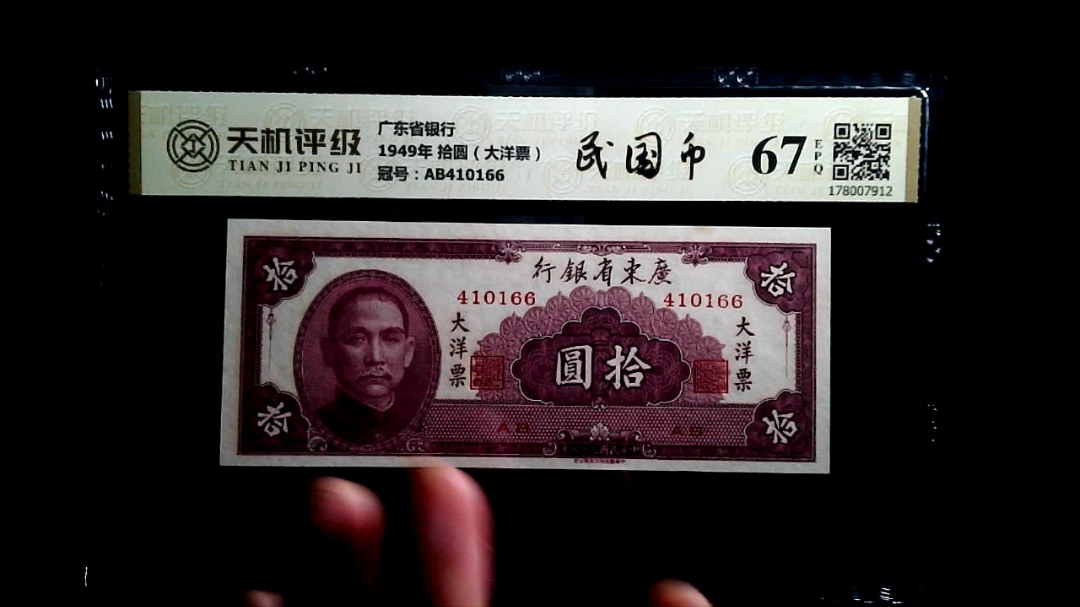 天机评级
TIAN JI PING JI
广东省银行
1949年 拾圆（大洋票）
冠号：AB410166
民国币
67
EPQ
178007912
拾
行銀省東廣
拾
410166
410166
大洋票
圓拾
大洋票
拾
AB
AB
拾